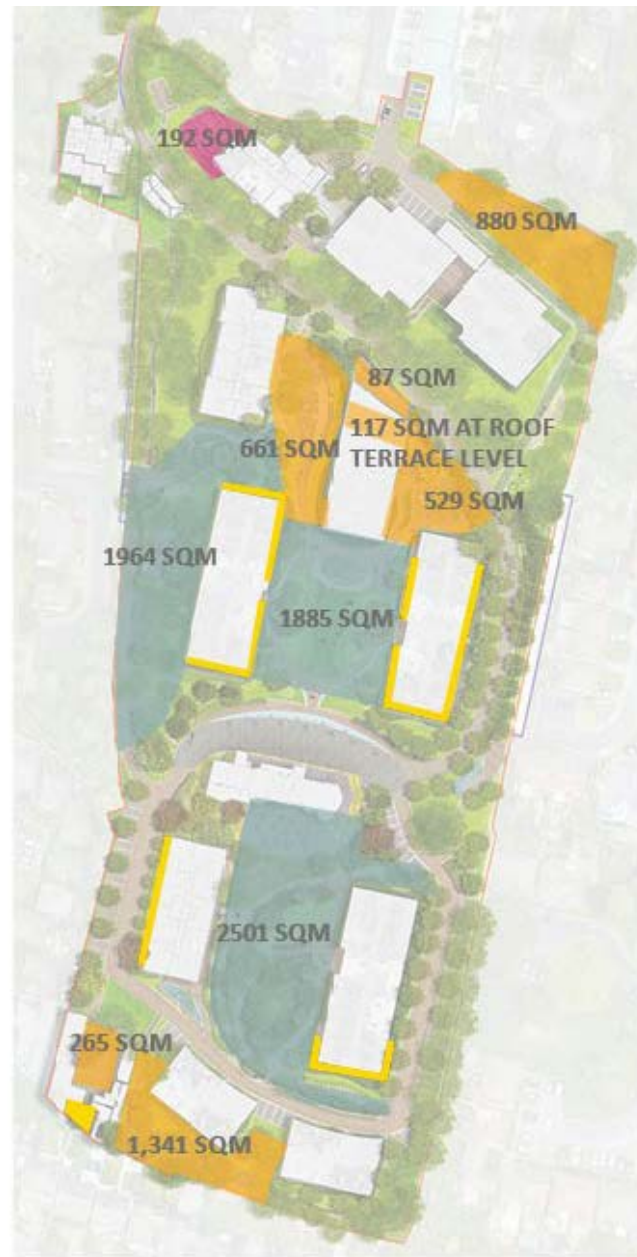 192 SQM
880 SQM
87 SQM
117 SQM AT ROOF
TERRACE LEVEL
661 SQM
529 SQM
1964 SQM
1885 SQM
2501 SQM
265 SQM
1,341 SQM